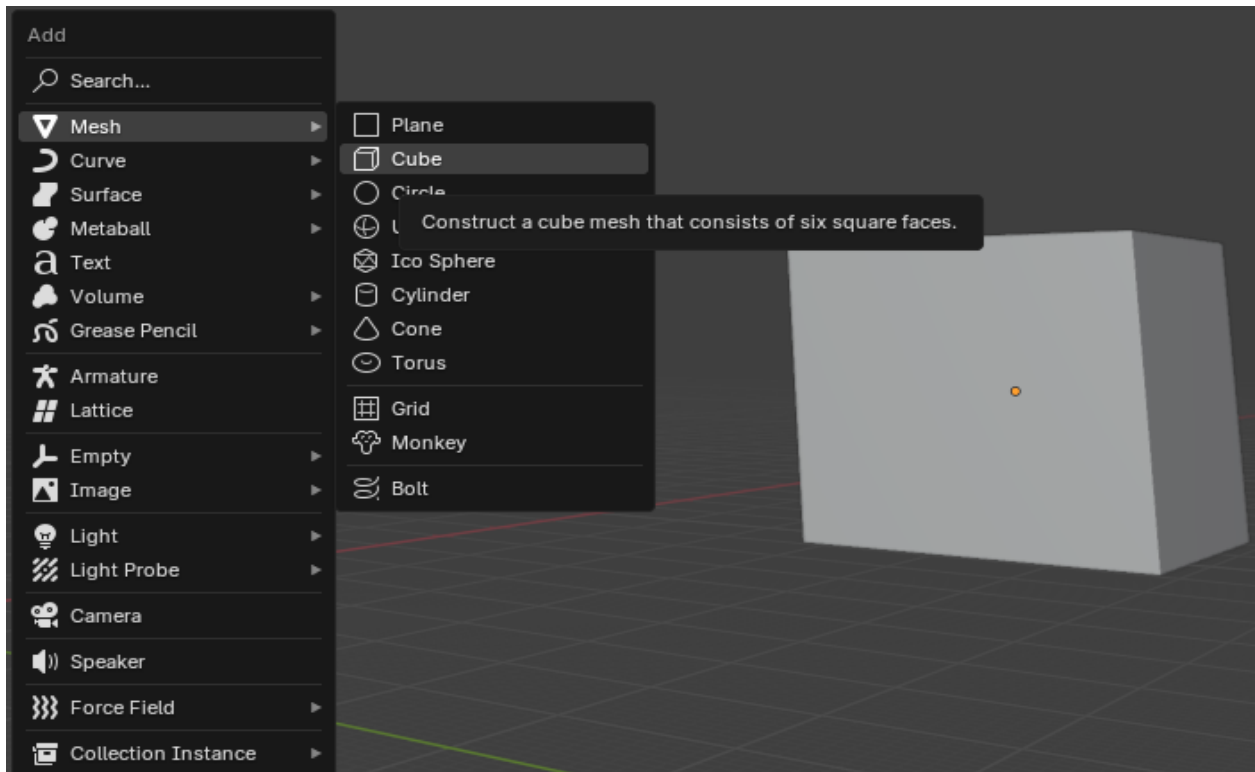 Add
Search...
Mesh
Curve
Surface
Metaball
Text
Volume
Grease Pencil
Armature
Lattice
Empty
Image
Light
Light Probe
Camera
Speaker
Force Field
Collection Instance
Plane
Cube
Circle
Construct a cube mesh that consists of six square faces.
Ico Sphere
Cylinder
Cone
Torus
Grid
Monkey
Bolt